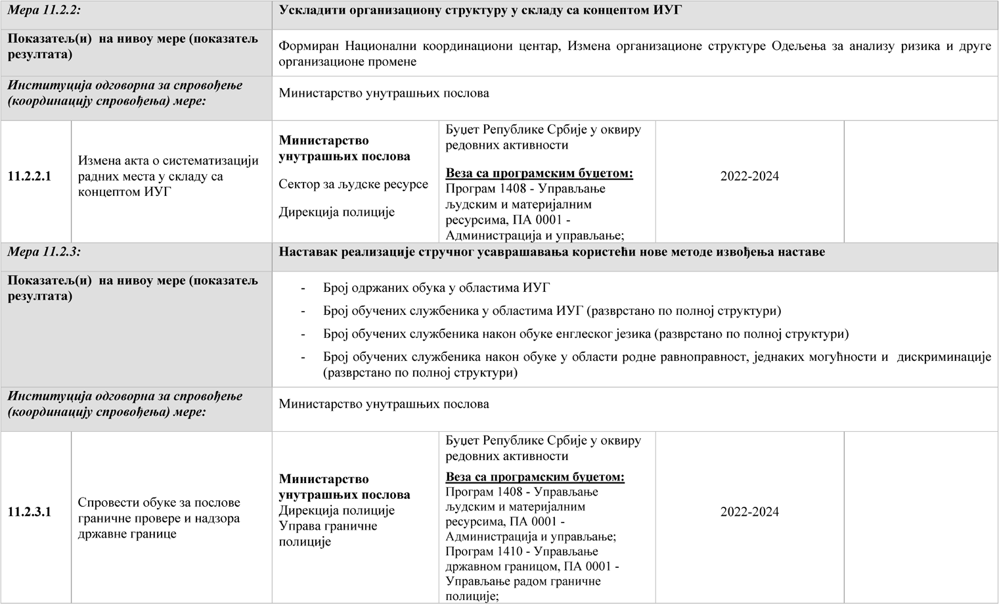 Мера 11.2.2:
Ускладити организациону структуру у складу са концептом ИУГ
Показатељ(и) на нивоу мере (показатељ
резултата)
Формиран Национални координациони центар, Измена организационе структуре Одељења за анализу ризика и друге
организационе промене
Институција одговорна за спровођење
(координацију спровођења) мере:
Министарство унутрашњих послова
11.2.2.1
Измена акта о систематизацији
радних места у складу са
концептом ИУГ
Министарство
унутрашњих послова
Сектор за људске ресурсе
Дирекција полиције
Буџет Републике Србије у оквиру
редовних активности
Веза са програмским буџетом:
Програм 1408 - Управљање
људским и материјалним
ресурсима, ПА 0001 -
Администрација и управљање;
2022-2024
Мера 11.2.3:
Наставак реализације стручног усаврашавања користећи нове методе извођења наставе
Показатељ(и) на нивоу мере (показатељ
резултата)
- Број одржаних обука у областима ИУГ
- Број обучених службеника у областима ИУГ (разврстано по полној структури)
- Број обучених службеника након обуке енглеског језика (разврстано по полној структури)
- Број обучених службеника након обуке у области родне равноправност, једнаких могућности и дискриминације
(разврстано по полној структури)
Институција одговорна за спровођење
(координацију спровођења) мере:
Министарство унутрашњих послова
11.2.3.1
Спровести обуке за послове
граничне провере и надзора
државне границе
Министарство
унутрашњих послова
Дирекција полиције
Управа граничне
полиције
Буџет Републике Србије у оквиру
редовних активности
Веза са програмским буџетом:
Програм 1408 - Управљање
људским и материјалним
ресурсима, ПА 0001 -
Администрација и управљање;
Програм 1410 - Управљање
државном границом, ПА 0001 -
Управљање радом граничне
полиције;
2022-2024